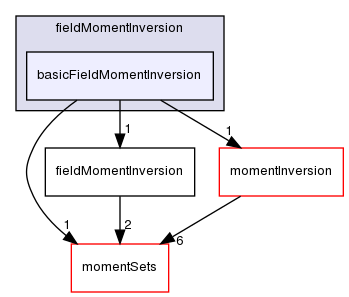 fieldMomentInversion
basicFieldMomentInversion
1
1
fieldMomentInversion
momentInversion
1
2
6
momentSets